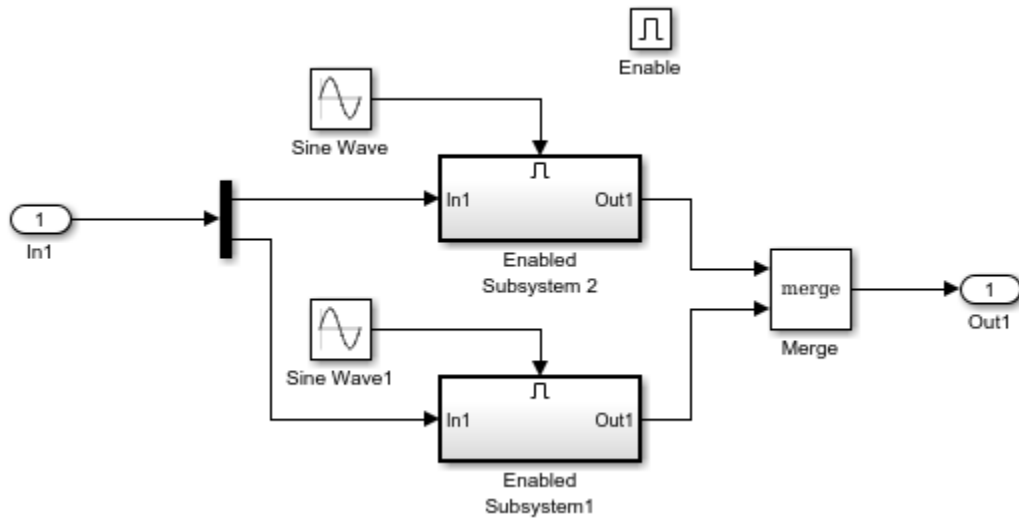 Enable
Sine Wave
In1
Out1
Enabled
Subsystem 2
1
In1
merge
Merge
1
Out1
Sine Wave1
In1
Out1
Enabled
Subsystem1